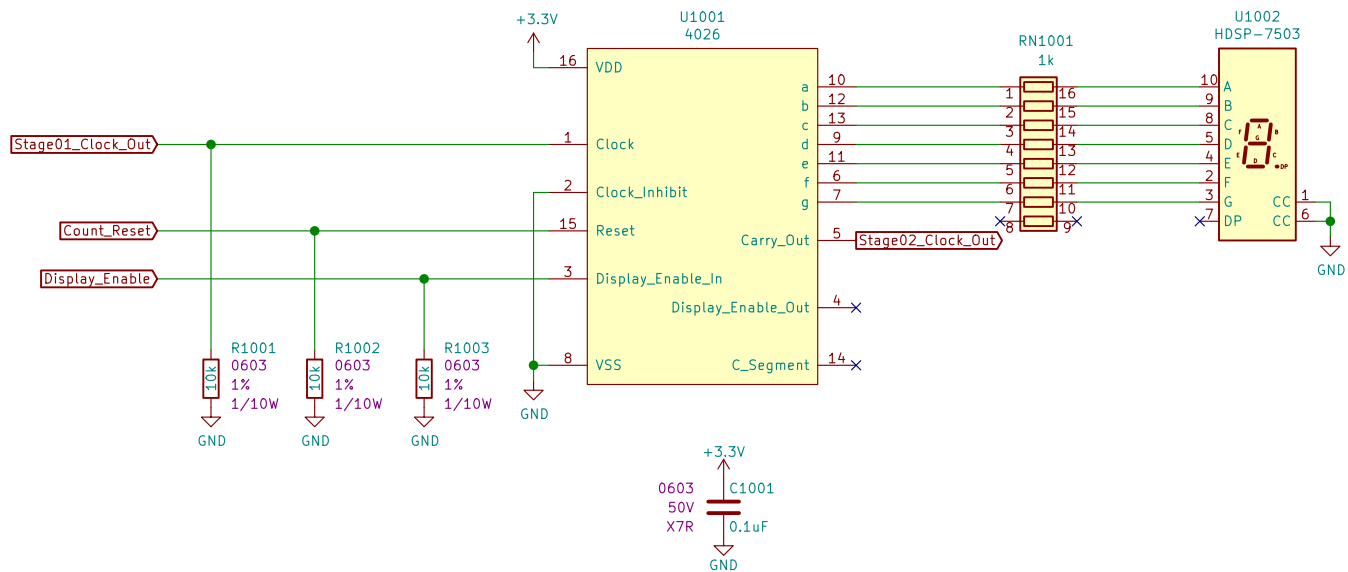 +3.3V
U1001
4026
U1002
HDSP-7503
RN1001
1k
16 VDD
a 10
1 16
10 A
b 12
2 15
9 B
c 13
3 14
8 C
Stage01_Clock_Out
1 Clock
d 9
4 13
5 D
e 11
5 12
4 E
2 Clock_Inhibit
f 6
6 11
2 F
g 7
7 10
3 G
CC 1
8 9
7 DP
CC 6
A
B
C
D
E
F
G
DP
Count_Reset
15 Reset
Carry_Out 5
Stage02_Clock_Out
GND
Display_Enable
3 Display_Enable_In
Display_Enable_Out 4
8 VSS
C_Segment 14
GND
R1001
0603
1%
1/10W
10k
GND
R1002
0603
1%
1/10W
10k
GND
R1003
0603
1%
1/10W
10k
GND
+3.3V
0603 C1001
50V
X7R 0.1uF
GND